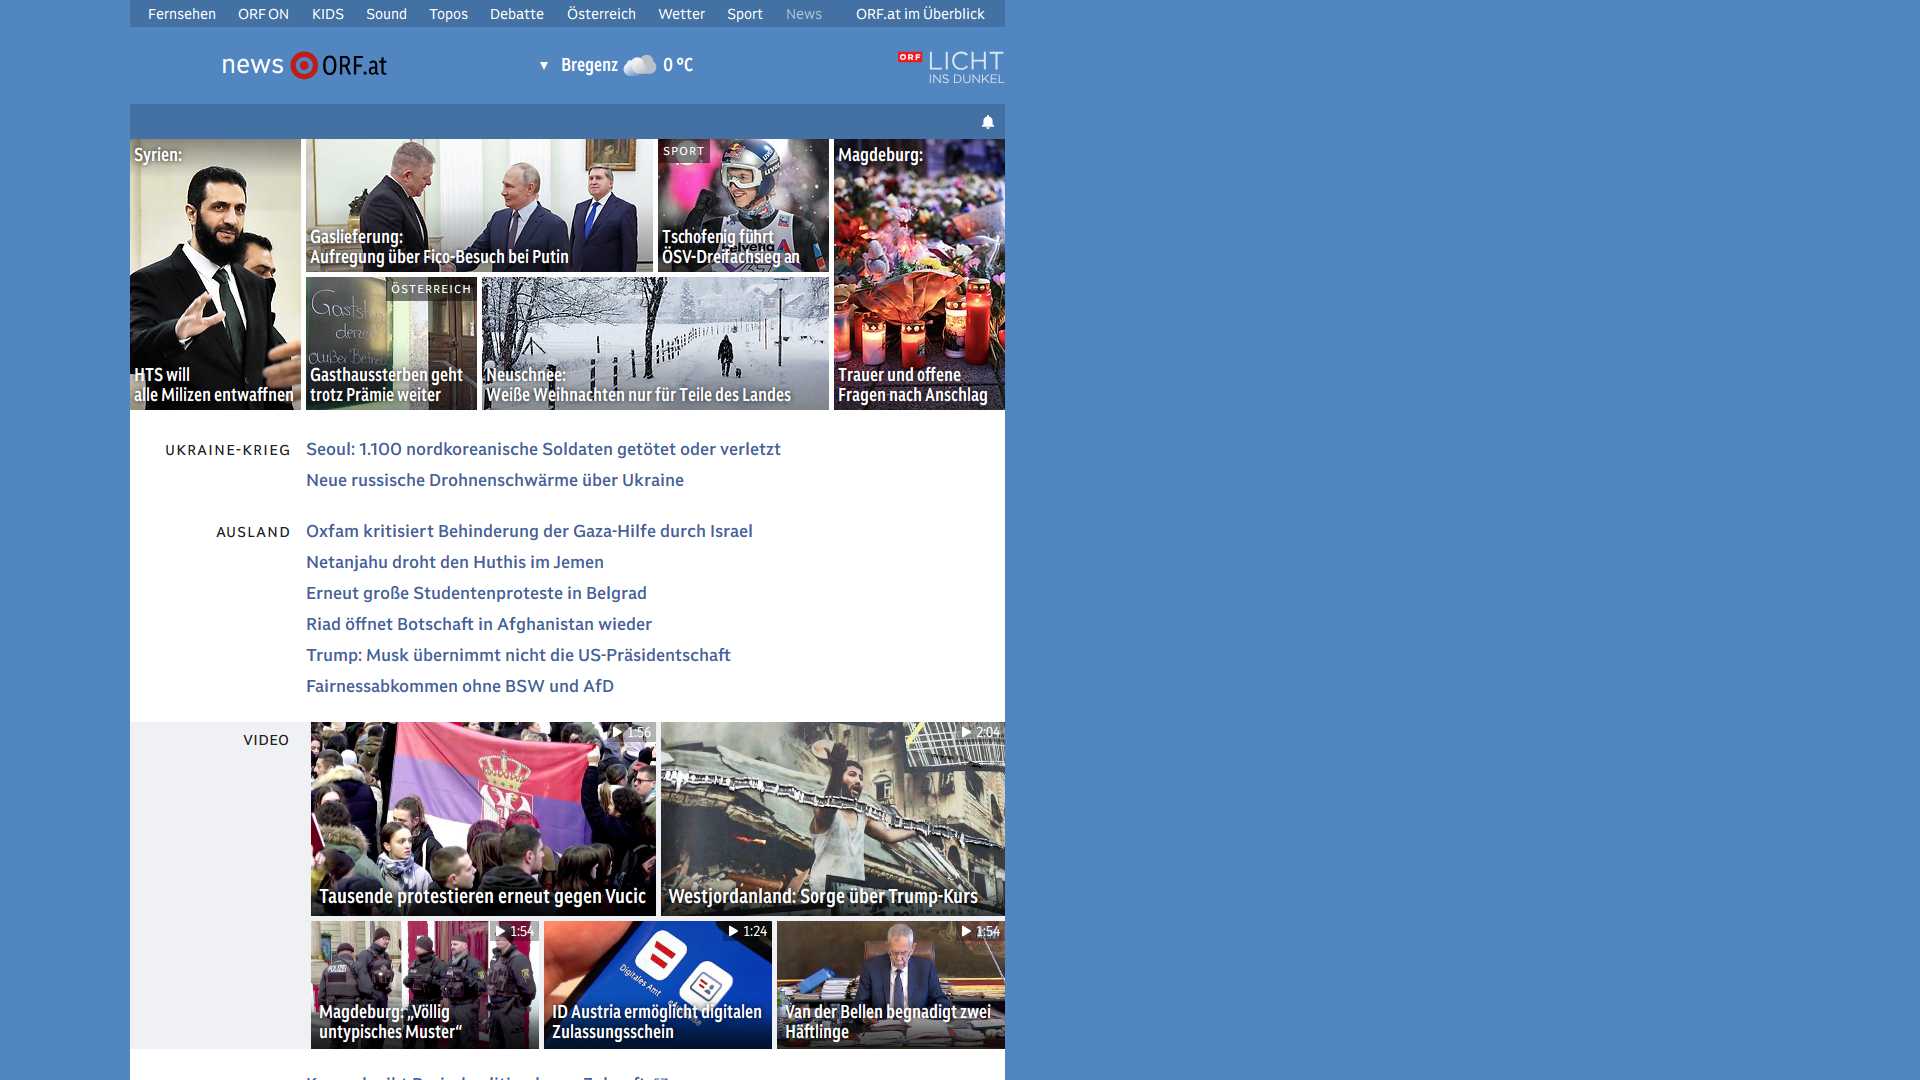 Fernsehen ORF ON KIDS Sound Topos Debatte Österreich Wetter Sport News ORF.at im Überblick
news ORF.at
▼ Bregenz 0 °C
ORF LICHT
INS DUNKEL
Syrien:
HTS will
alle Milizen entwaffnen
Gaslieferung:
Aufregung über Fico-Besuch bei Putin
SPORT
Tschofenig führt
ÖSV-Dreifachsieg an
Magdeburg:
Trauer und offene
Fragen nach Anschlag
ÖSTERREICH
Gasthaussterben geht
trotz Prämie weiter
Neuschnee:
Weiße Weihnachten nur für Teile des Landes
UKRAINE-KRIEG
Seoul: 1.100 nordkoreanische Soldaten getötet oder verletzt
Neue russische Drohnenschwärme über Ukraine
AUSLAND
Oxfam kritisiert Behinderung der Gaza-Hilfe durch Israel
Netanjahu droht den Huthis im Jemen
Erneut große Studentenproteste in Belgrad
Riad öffnet Botschaft in Afghanistan wieder
Trump: Musk übernimmt nicht die US-Präsidentschaft
Fairnessabkommen ohne BSW und AfD
VIDEO
1:56
Tausende protestieren erneut gegen Vucic
2:04
Westjordanland: Sorge über Trump-Kurs
1:54
POLIZEI
Magdeburg: „Völlig
untypisches Muster“
1:24
Digitales Amt
ID Austria ermöglicht digitalen
Zulassungsschein
1:54
Van der Bellen begnadigt zwei
Häftlinge